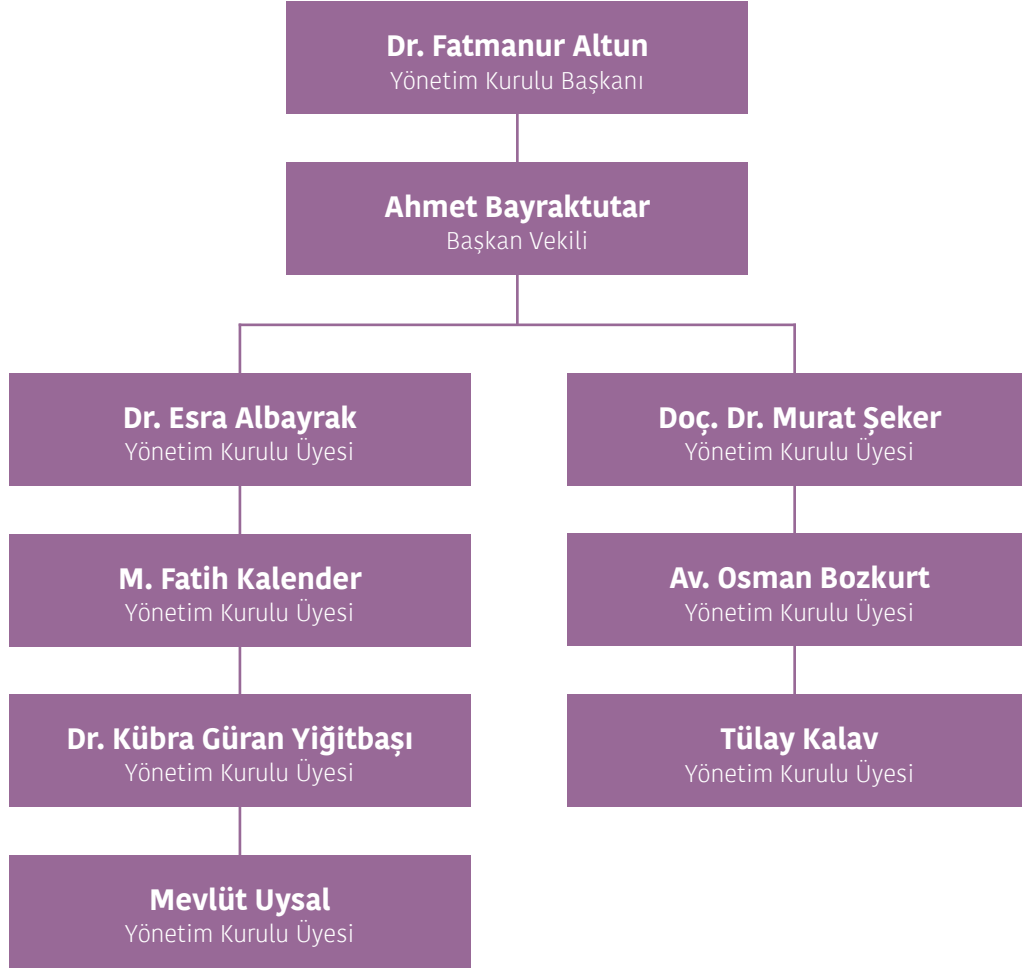 Dr. Fatmanur Altun
Yönetim Kurulu Başkanı
Ahmet Bayraktutar
Başkan Vekili
Dr. Esra Albayrak
Yönetim Kurulu Üyesi
M. Fatih Kalender
Yönetim Kurulu Üyesi
Dr. Kübra Güran Yiğitbaşı
Yönetim Kurulu Üyesi
Mevlüt Uysal
Yönetim Kurulu Üyesi
Doç. Dr. Murat Şeker
Yönetim Kurulu Üyesi
Av. Osman Bozkurt
Yönetim Kurulu Üyesi
Tülay Kalav
Yönetim Kurulu Üyesi